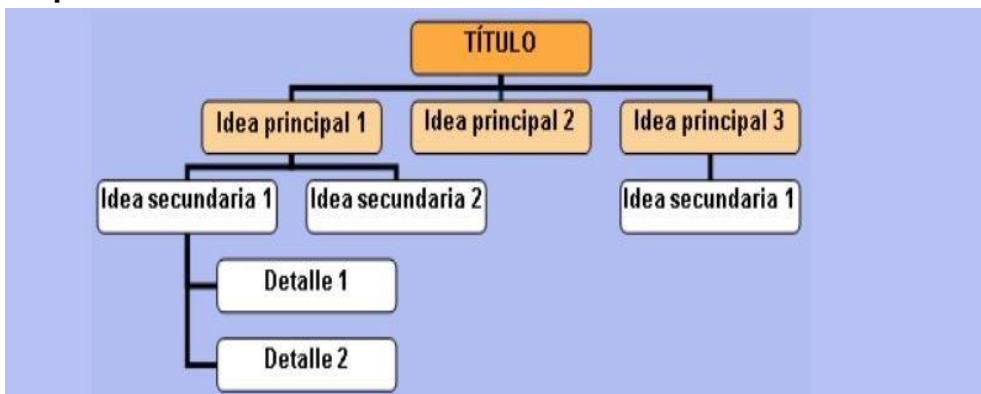 TÍTULO
Idea principal 1
Idea principal 2
Idea principal 3
Idea secundaria 1
Idea secundaria 2
Idea secundaria 1
Detalle 1
Detalle 2